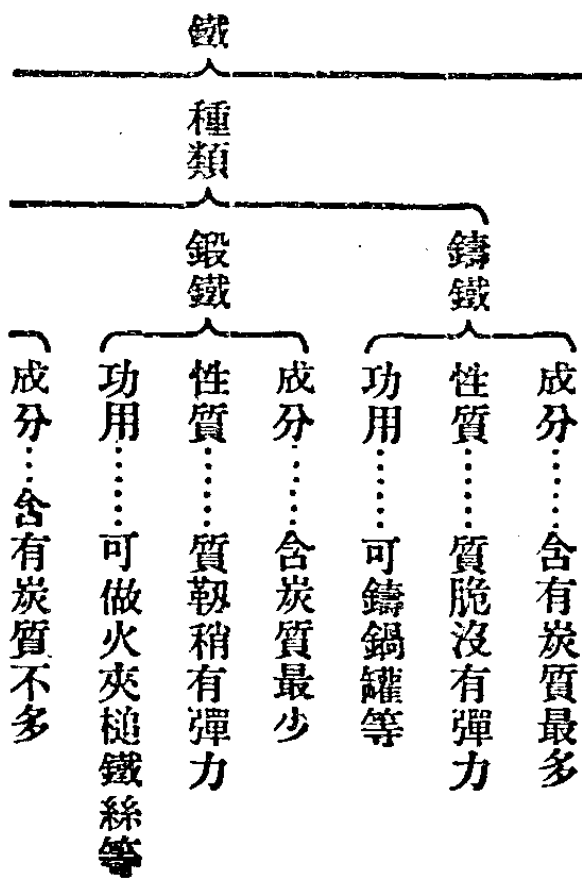 鐵
種類
鑄鐵
成分……含有炭質最多
性質……質脆沒有彈力
功用……可鑄鍋罐等
鍛鐵
成分……含炭質最少
性質……質韌稍有彈力
功用……可做火夾槌鐵絲等
成分……含有炭質不多